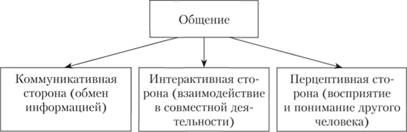 Общение
Коммуникативная
сторона (обмен
информацией)
Интерактивная сто-
рона (взаимодействие
в совместной дея-
тельности)
Перцептивная сто-
рона (восприятие
и понимание другого
человека)